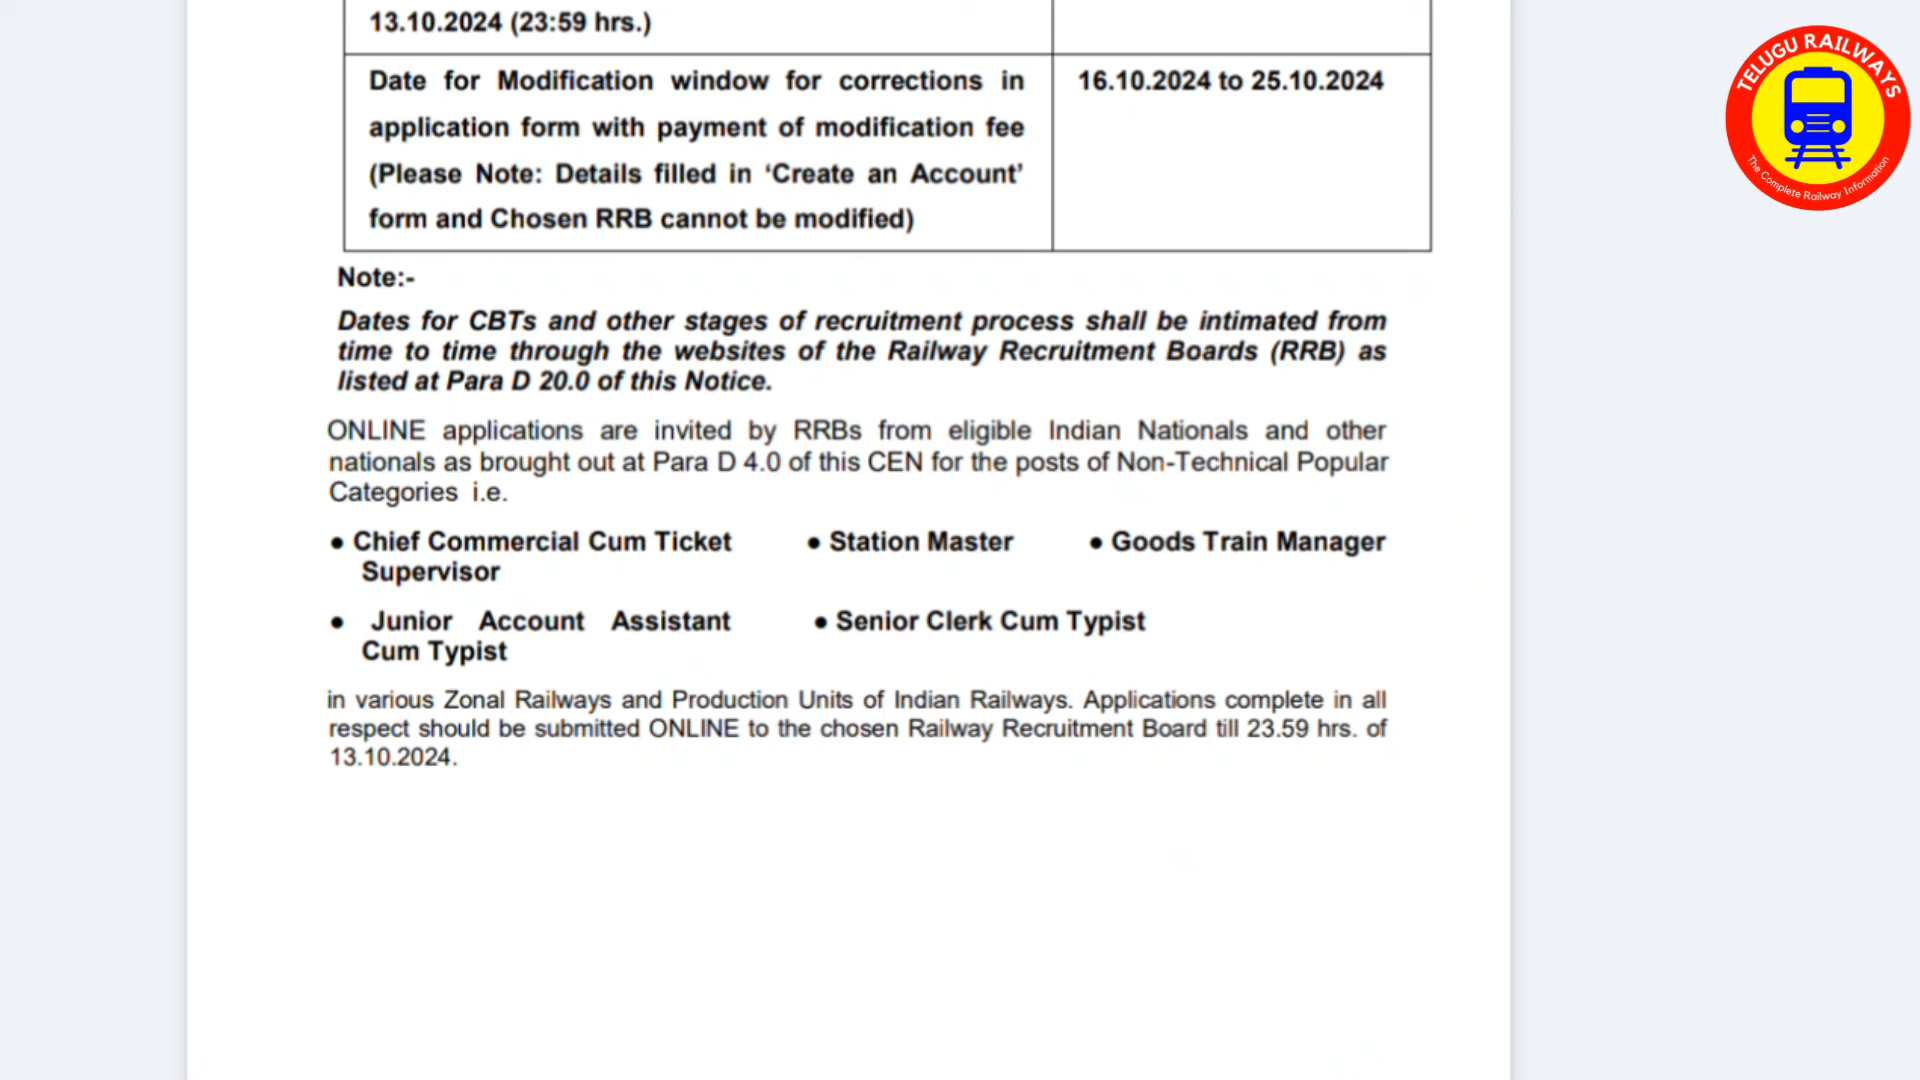 13.10.2024 (23:59 hrs.)
Date for Modification window for corrections in
application form with payment of modification fee
(Please Note: Details filled in ‘Create an Account’
form and Chosen RRB cannot be modified)
16.10.2024 to 25.10.2024
TELUGU RAILWAYS
The Complete Railway Information
Note:-
Dates for CBTs and other stages of recruitment process shall be intimated from
time to time through the websites of the Railway Recruitment Boards (RRB) as
listed at Para D 20.0 of this Notice.
ONLINE applications are invited by RRBs from eligible Indian Nationals and other
nationals as brought out at Para D 4.0 of this CEN for the posts of Non-Technical Popular
Categories i.e.
● Chief Commercial Cum Ticket
Supervisor
● Station Master
● Goods Train Manager
● Junior Account Assistant
Cum Typist
● Senior Clerk Cum Typist
in various Zonal Railways and Production Units of Indian Railways. Applications complete in all
respect should be submitted ONLINE to the chosen Railway Recruitment Board till 23.59 hrs. of
13.10.2024.